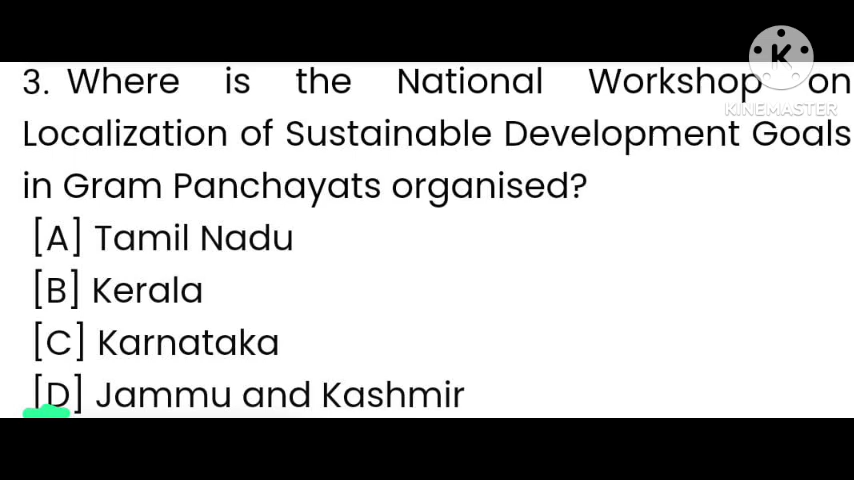 3. Where is the National Workshop on
Localization of Sustainable Development Goals
in Gram Panchayats organised?
[A] Tamil Nadu
[B] Kerala
[C] Karnataka
[D] Jammu and Kashmir
K
KINEMASTER